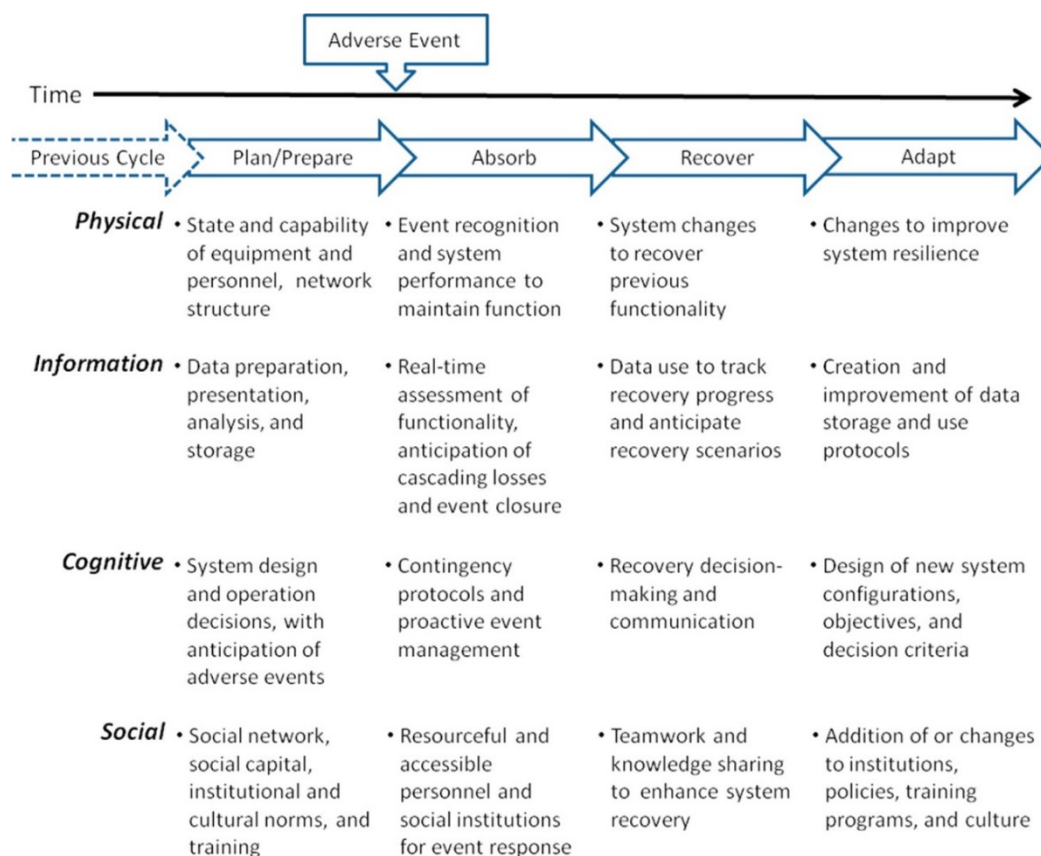 Adverse Event
Time
Previous Cycle
Plan/Prepare
Absorb
Recover
Adapt
Physical
• State and capability
of equipment and
personnel, network
structure
• Event recognition
and system
performance to
maintain function
• System changes
to recover
previous
functionality
• Changes to improve
system resilience
Information
• Data preparation,
presentation,
analysis, and
storage
• Real-time
assessment of
functionality,
anticipation of
cascading losses
and event closure
• Data use to track
recovery progress
and anticipate
recovery scenarios
• Creation and
improvement of data
storage and use
protocols
Cognitive
• System design
and operation
decisions, with
anticipation of
adverse events
• Contingency
protocols and
proactive event
management
• Recovery decision-
making and
communication
• Design of new system
configurations,
objectives, and
decision criteria
Social
• Social network,
social capital,
institutional and
cultural norms, and
training
• Resourceful and
accessible
personnel and
social institutions
for event response
• Teamwork and
knowledge sharing
to enhance system
recovery
• Addition of or changes
to institutions,
policies, training
programs, and culture